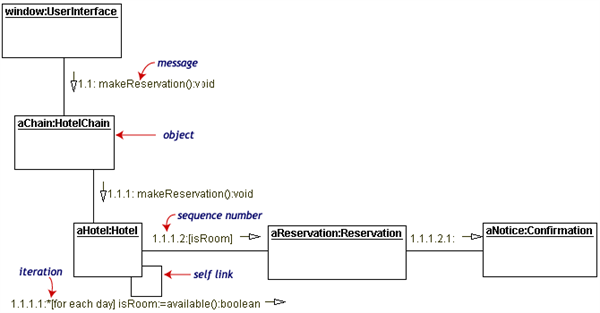 window:UserInterface
message
1.1: makeReservation():void
aChain:HotelChain
object
1.1.1: makeReservation():void
sequence number
aHotel:Hotel
1.1.1.2:[isRoom]
aReservation:Reservation
1.1.1.2.1:
aNotice:Confirmation
iteration
self link
1.1.1.1:*[for each day] isRoom:=available():boolean